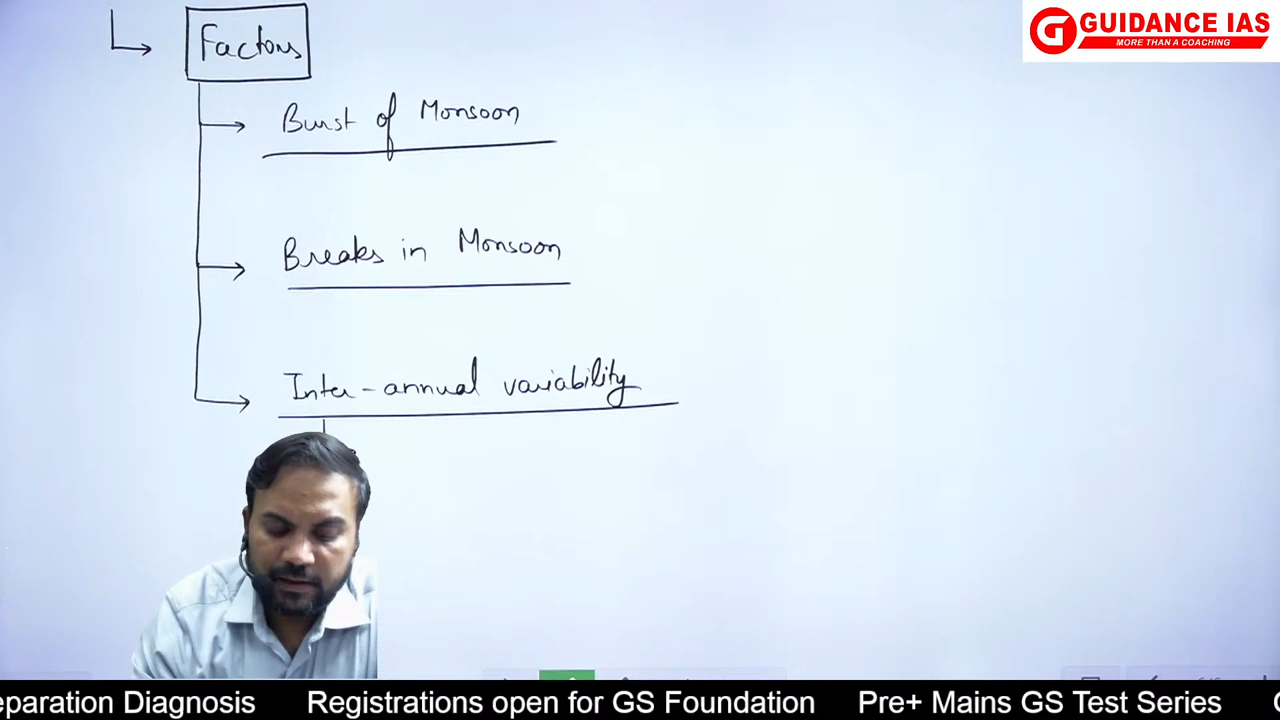 GUIDANCE IAS
MORE THAN A COACHING
Factors
Burst of Monsoon
Breaks in Monsoon
Inter-annual variability
eparation Diagnosis Registrations open for GS Foundation Pre+ Mains GS Test Series